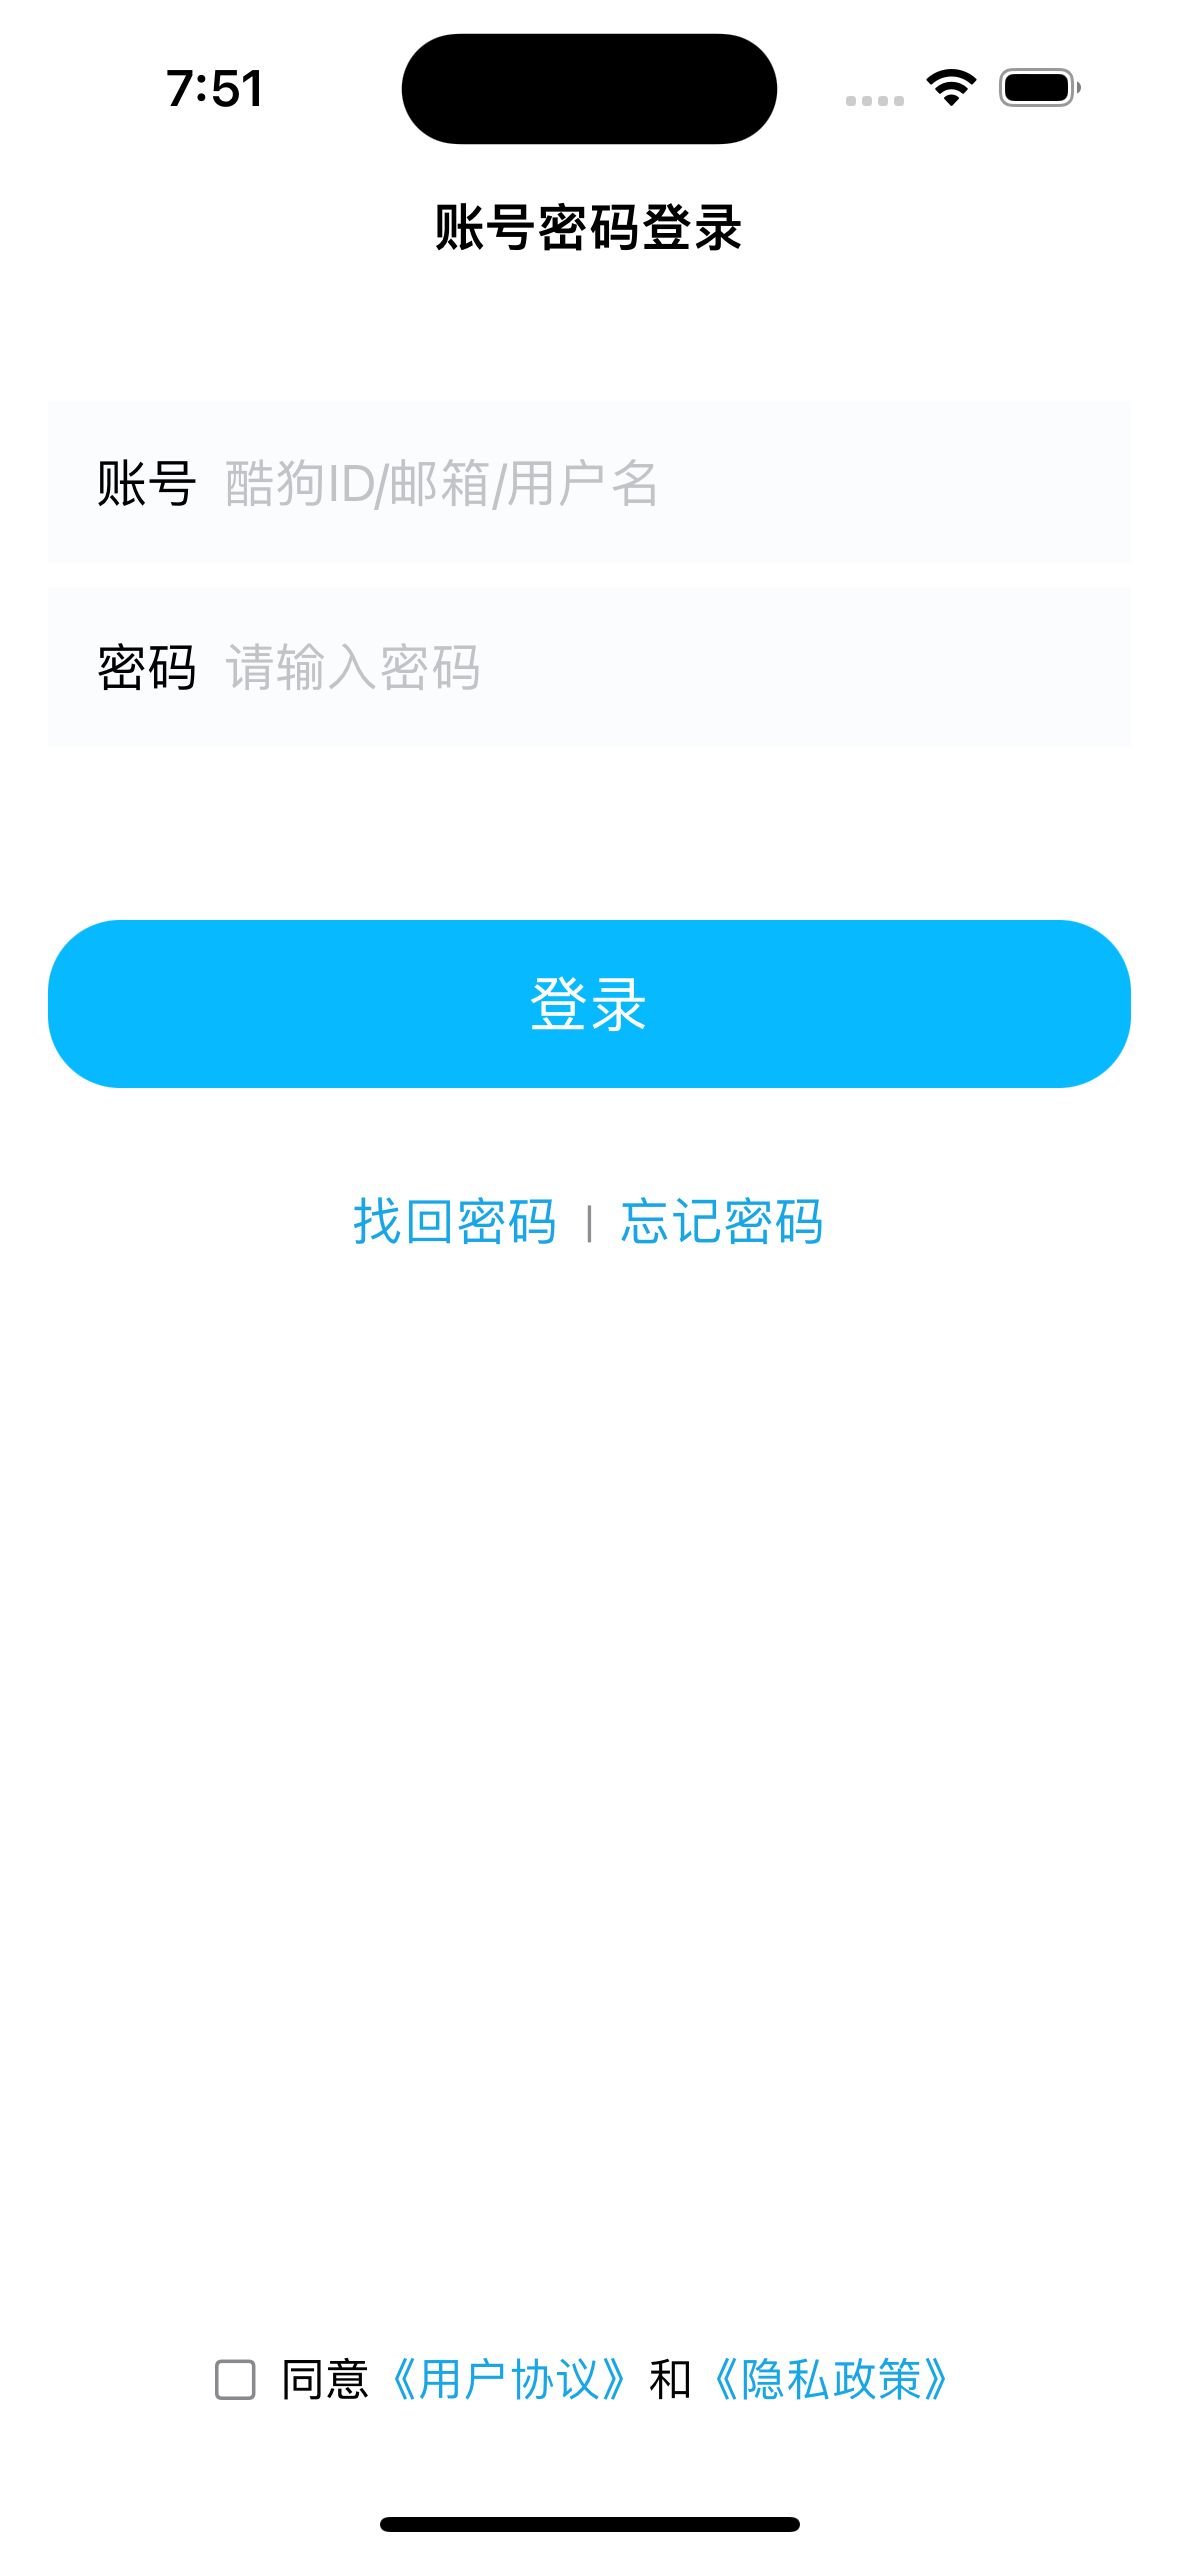 7:51
账号密码登录
账号 酷狗ID/邮箱/用户名
密码 请输入密码
登录
找回密码 | 忘记密码
同意《用户协议》和《隐私政策》